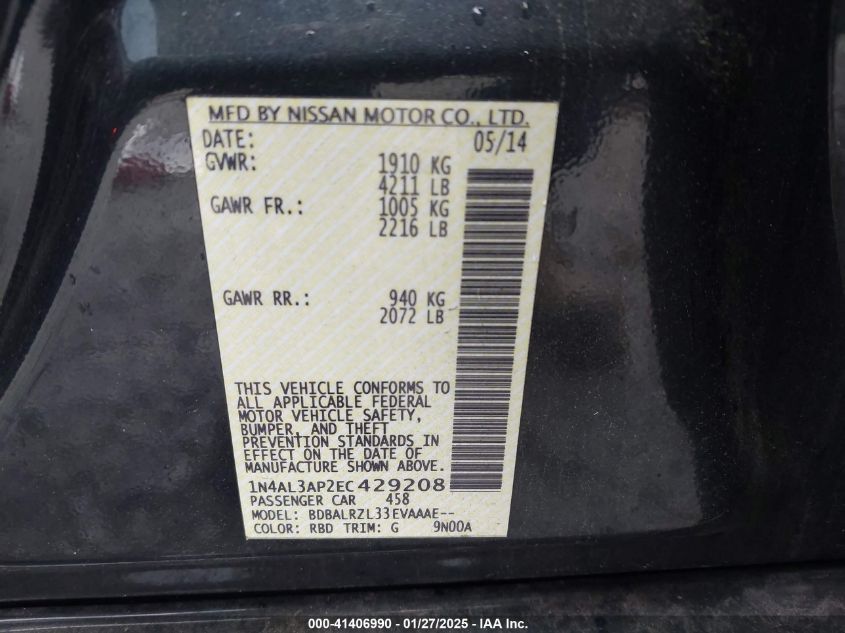 MFD BY NISSAN MOTOR CO., LTD.
DATE: 05/14
GVWR: 1910 KG
4211 LB
GAWR FR.: 1005 KG
2216 LB
GAWR RR.: 940 KG
2072 LB
THIS VEHICLE CONFORMS TO
ALL APPLICABLE FEDERAL
MOTOR VEHICLE SAFETY,
BUMPER, AND THEFT
PREVENTION STANDARDS IN
EFFECT ON THE DATE OF
MANUFACTURE SHOWN ABOVE.
1N4AL3AP2EC429208
PASSENGER CAR 458
MODEL: BDBALRZL33EVAAAE--
COLOR: RBD TRIM: G 9N00A
000-41406990 - 01/27/2025 - IAA Inc.